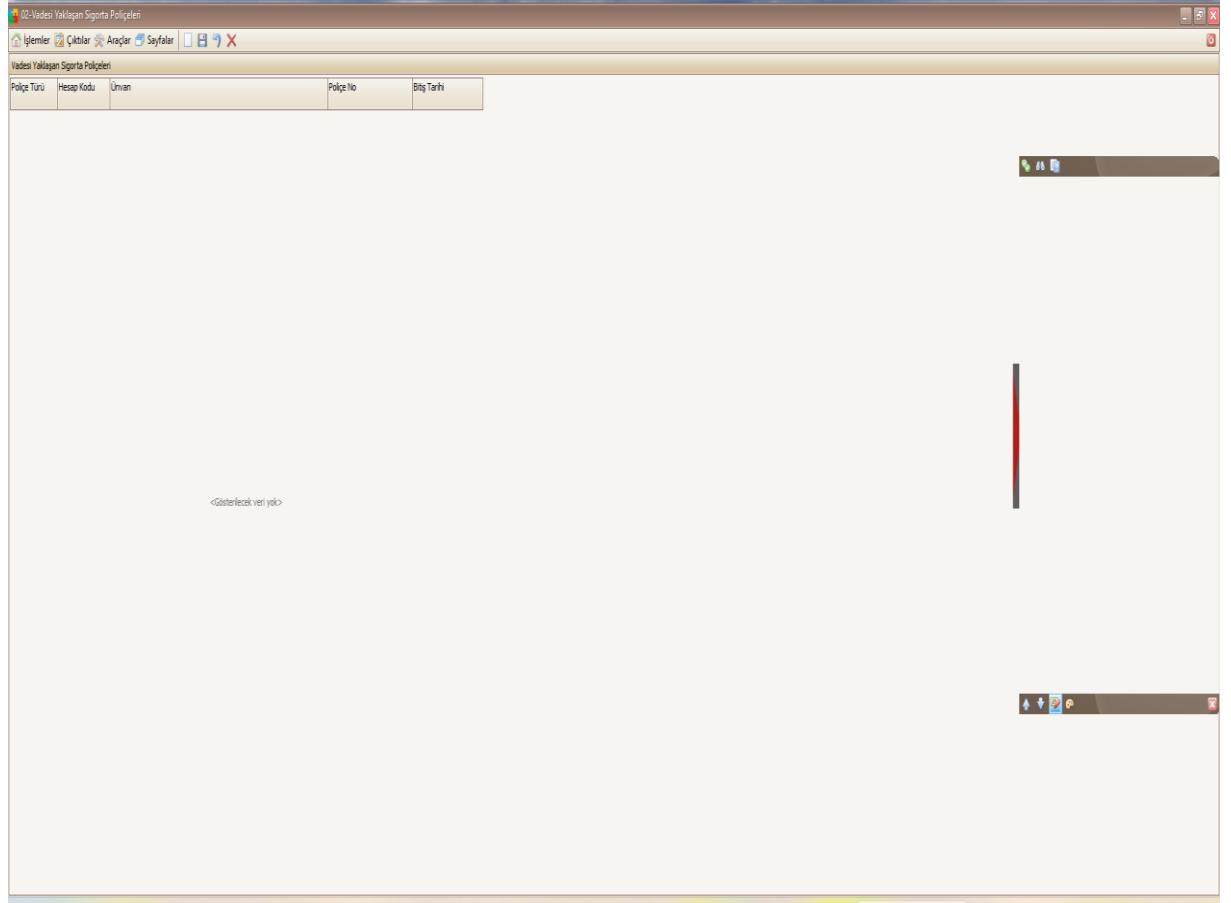 02-Vadesi Yaklaşan Sigorta Poliçeleri
İşlemler Çıktılar Araçlar Sayfalar
Vadesi Yaklaşan Sigorta Poliçeleri
Poliçe Türü Hesap Kodu Ünvan Poliçe No Bitiş Tarihi
<Gösterilecek veri yok>